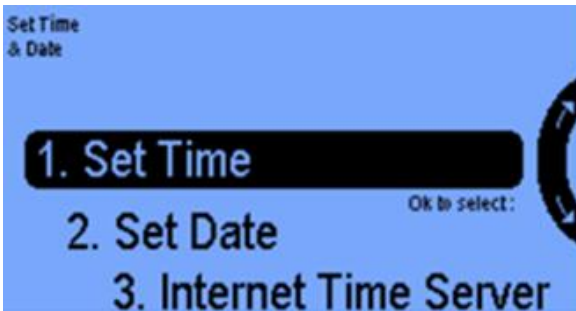 Set Time
& Date
1. Set Time
Ok to select:
2. Set Date
3. Internet Time Server